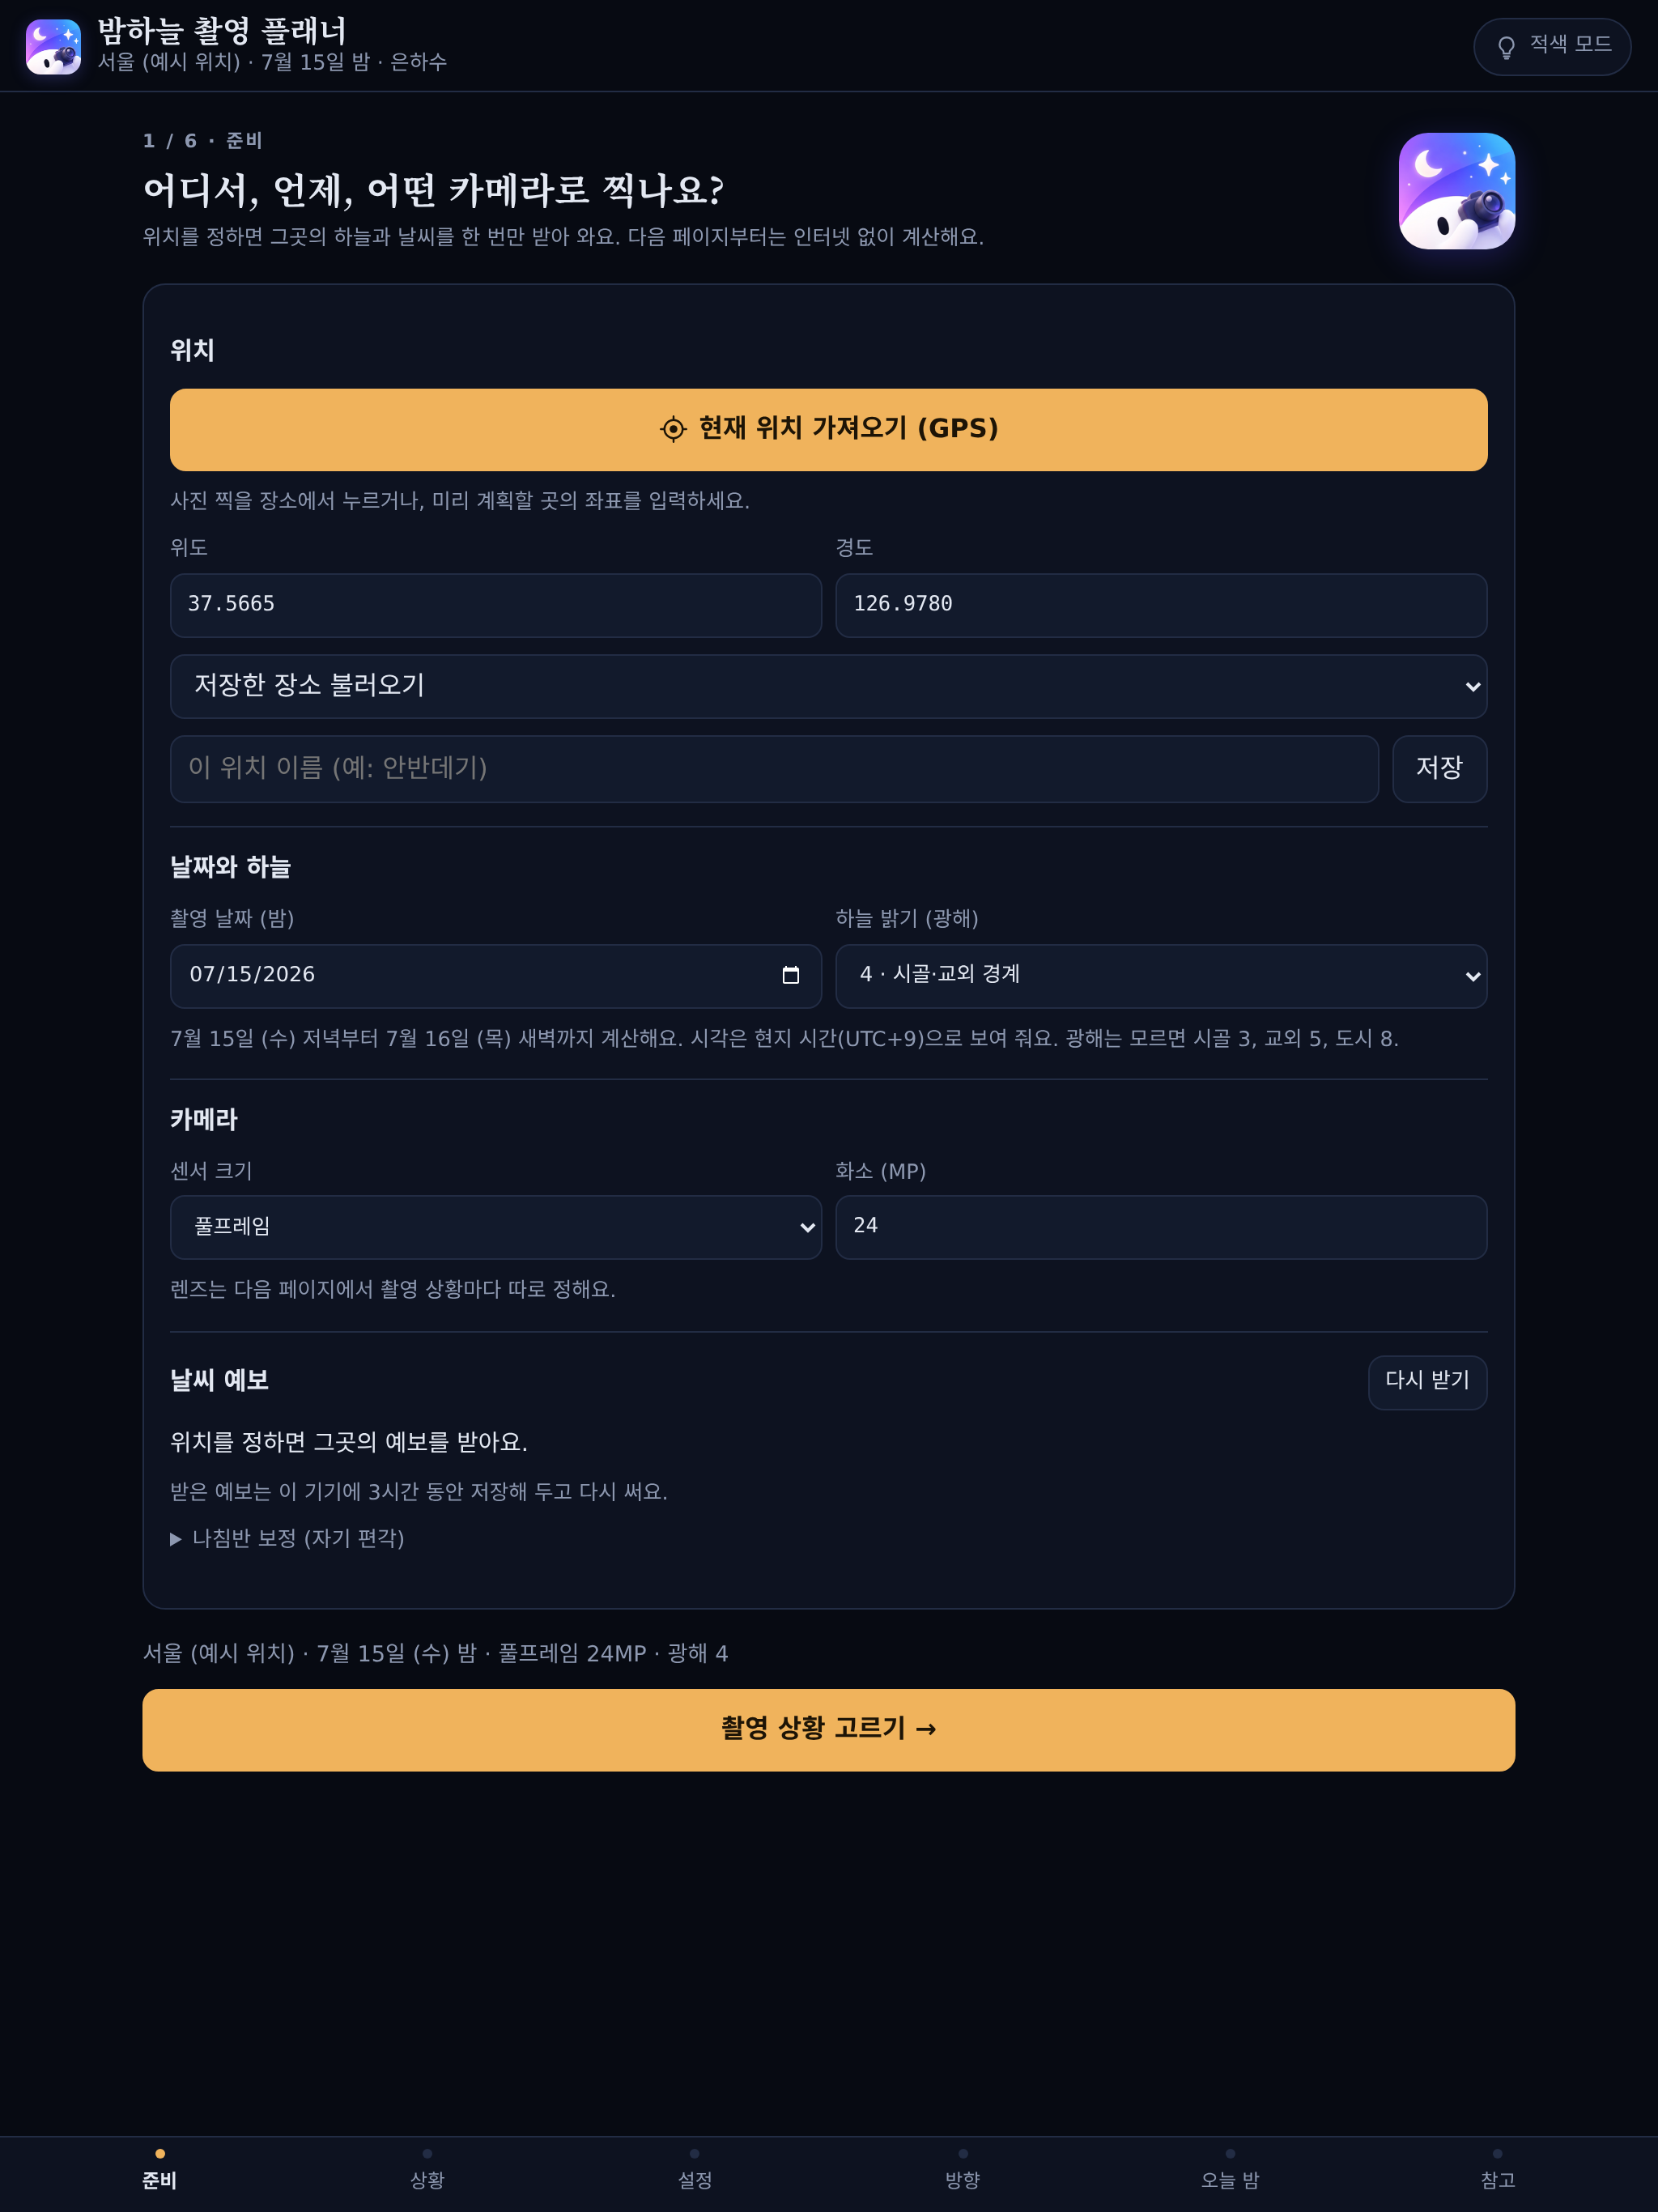 밤하늘 촬영 플래너
서울 (예시 위치) · 7월 15일 밤 · 은하수
적색 모드
1 / 6 · 준비
어디서, 언제, 어떤 카메라로 찍나요?
위치를 정하면 그곳의 하늘과 날씨를 한 번만 받아 와요. 다음 페이지부터는 인터넷 없이 계산해요.
위치
현재 위치 가져오기 (GPS)
사진 찍을 장소에서 누르거나, 미리 계획할 곳의 좌표를 입력하세요.
위도
경도
37.5665
126.9780
저장한 장소 불러오기
이 위치 이름 (예: 안반데기)
저장
날짜와 하늘
촬영 날짜 (밤)
하늘 밝기 (광해)
07/15/2026
4 · 시골·교외 경계
7월 15일 (수) 저녁부터 7월 16일 (목) 새벽까지 계산해요. 시각은 현지 시간(UTC+9)으로 보여 줘요. 광해는 모르면 시골 3, 교외 5, 도시 8.
카메라
센서 크기
화소 (MP)
풀프레임
24
렌즈는 다음 페이지에서 촬영 상황마다 따로 정해요.
날씨 예보
다시 받기
위치를 정하면 그곳의 예보를 받아요.
받은 예보는 이 기기에 3시간 동안 저장해 두고 다시 써요.
▶ 나침반 보정 (자기 편각)
서울 (예시 위치) · 7월 15일 (수) 밤 · 풀프레임 24MP · 광해 4
촬영 상황 고르기 →
준비
상황
설정
방향
오늘 밤
참고